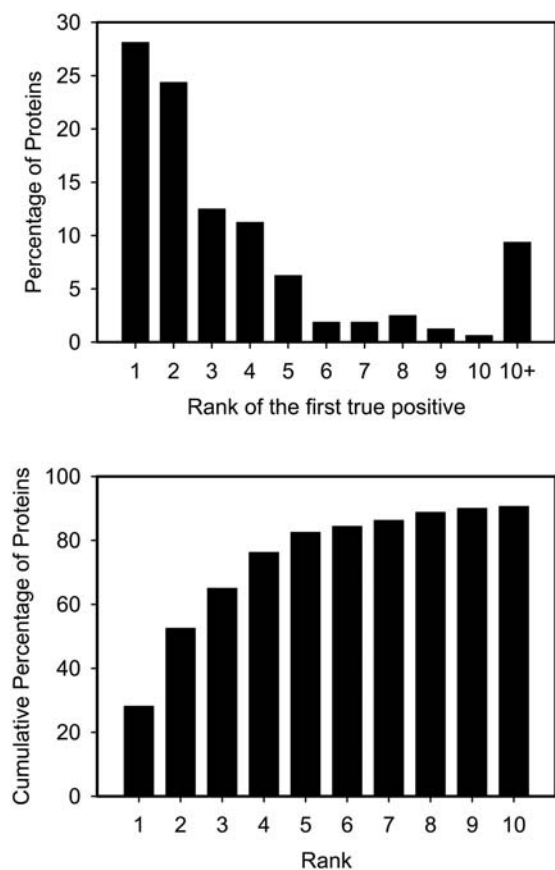 Percentage of Proteins
30
25
20
15
10
5
0
1 2 3 4 5 6 7 8 9 10 10+
Rank of the first true positive
Cumulative Percentage of Proteins
100
80
60
40
20
0
1 2 3 4 5 6 7 8 9 10
Rank